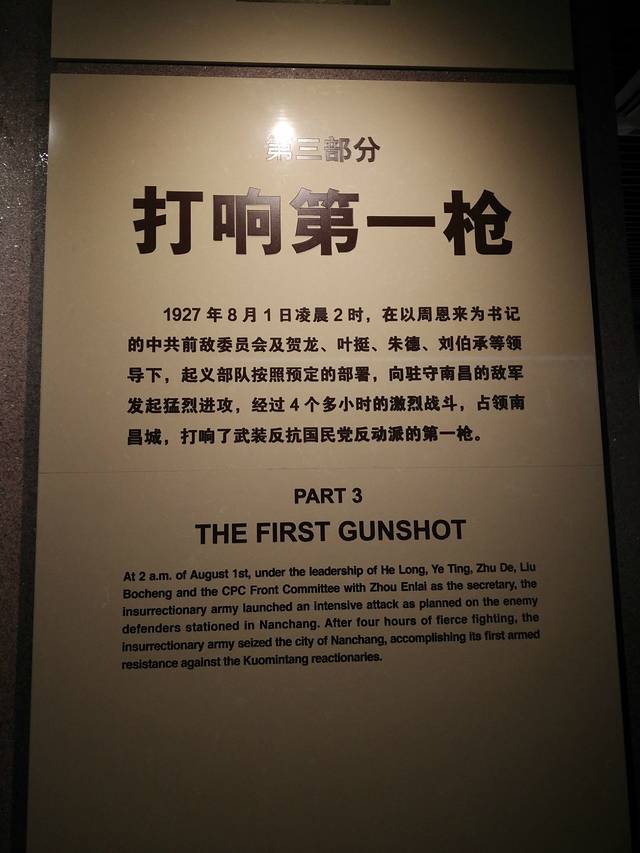 第三部分
打响第一枪
1927年8月1日凌晨2时，在以周恩来为书记
的中共前敌委员会及贺龙、叶挺、朱德、刘伯承等领
导下，起义部队按照预定的部署，向驻守南昌的敌军
发起猛烈进攻，经过4个多小时的激烈战斗，占领南
昌城，打响了武装反抗国民党反动派的第一枪。
PART 3
THE FIRST GUNSHOT
At 2 a.m. of August 1st, under the leadership of He Long, Ye Ting, Zhu De, Liu
Bocheng and the CPC Front Committee with Zhou Enlai as the secretary, the
insurrectionary army launched an intensive attack as planned on the enemy
defenders stationed in Nanchang. After four hours of fierce fighting, the
insurrectionary army seized the city of Nanchang, accomplishing its first armed
resistance against the Kuomintang reactionaries.